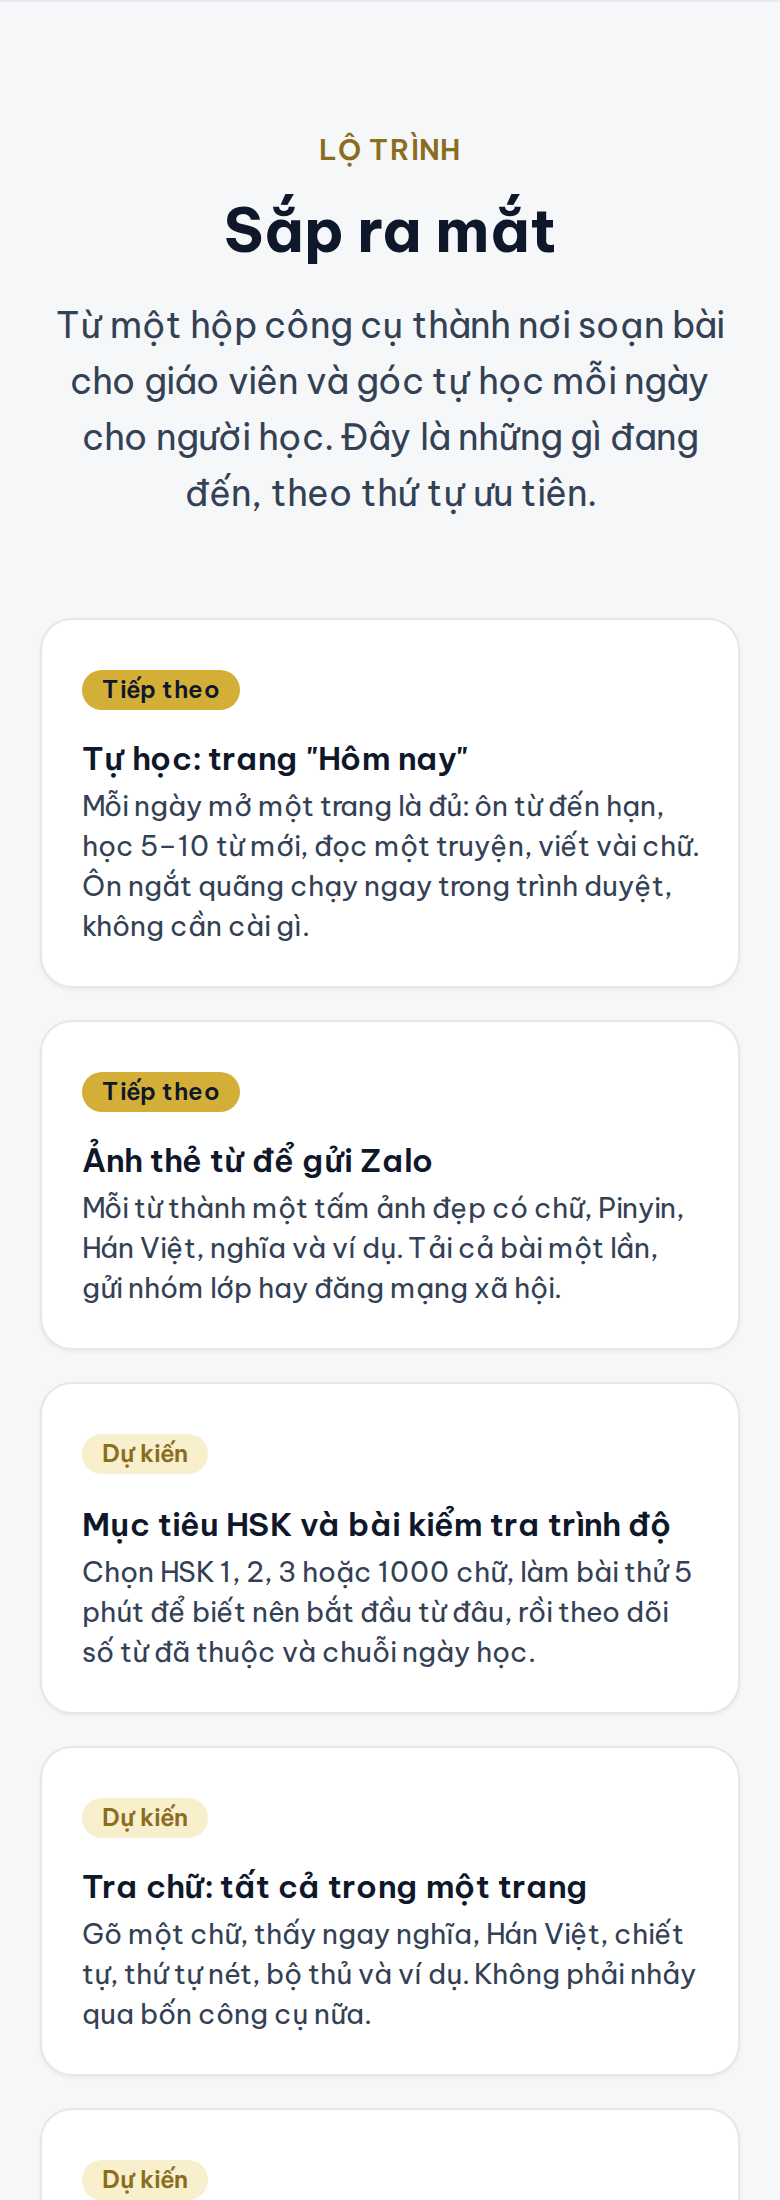 LỘ TRÌNH
Sắp ra mắt
Từ một hộp công cụ thành nơi soạn bài
cho giáo viên và góc tự học mỗi ngày
cho người học. Đây là những gì đang
đến, theo thứ tự ưu tiên.
Tiếp theo
Tự học: trang "Hôm nay"
Mỗi ngày mở một trang là đủ: ôn từ đến hạn,
học 5–10 từ mới, đọc một truyện, viết vài chữ.
Ôn ngắt quãng chạy ngay trong trình duyệt,
không cần cài gì.
Tiếp theo
Ảnh thẻ từ để gửi Zalo
Mỗi từ thành một tấm ảnh đẹp có chữ, Pinyin,
Hán Việt, nghĩa và ví dụ. Tải cả bài một lần,
gửi nhóm lớp hay đăng mạng xã hội.
Dự kiến
Mục tiêu HSK và bài kiểm tra trình độ
Chọn HSK 1, 2, 3 hoặc 1000 chữ, làm bài thử 5
phút để biết nên bắt đầu từ đâu, rồi theo dõi
số từ đã thuộc và chuỗi ngày học.
Dự kiến
Tra chữ: tất cả trong một trang
Gõ một chữ, thấy ngay nghĩa, Hán Việt, chiết
tự, thứ tự nét, bộ thủ và ví dụ. Không phải nhảy
qua bốn công cụ nữa.
Dự kiến